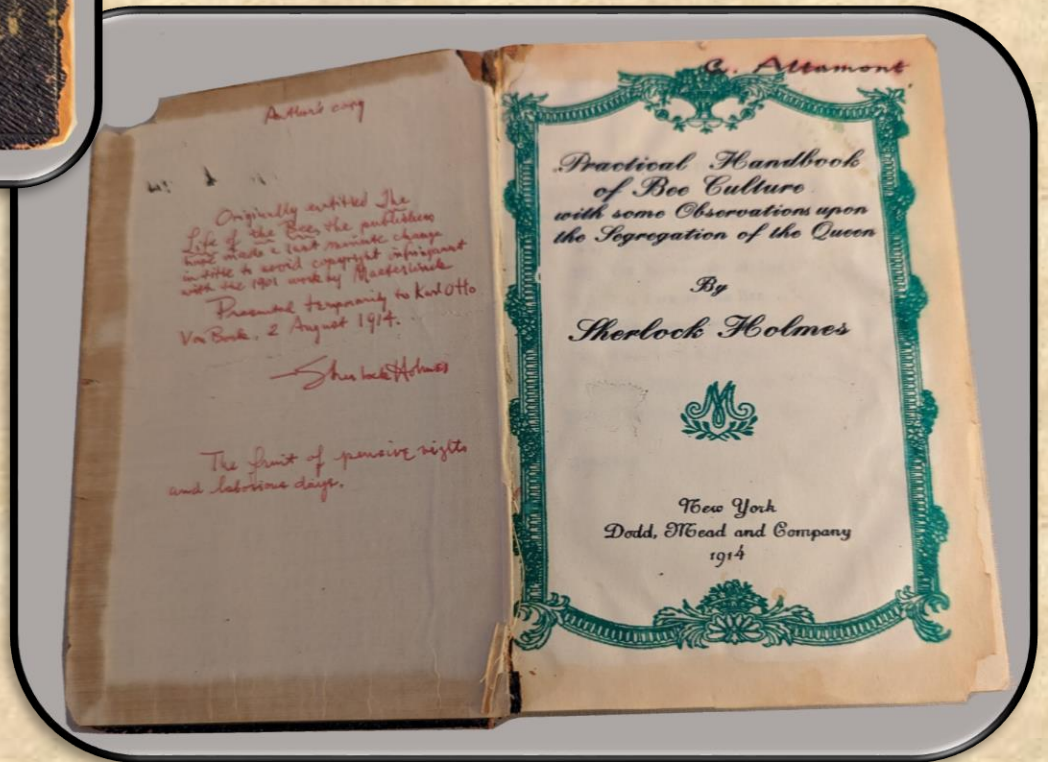 Author's copy
Originally entitled The
Life of the Bee, the publishers
have made a last minute change
in title to avoid copyright infringement
with the 1901 work by Maeterlinck
Presented temporarily to Karl Otto
Von Bork. 2 August 1914.
Sherlock Holmes
The fruit of pensive nights
and laborious days.
G. Altamont
Practical Handbook
of Bee Culture
with some Observations upon
the Segregation of the Queen
By
Sherlock Holmes
M
New York
Dodd, Mead and Company
1914